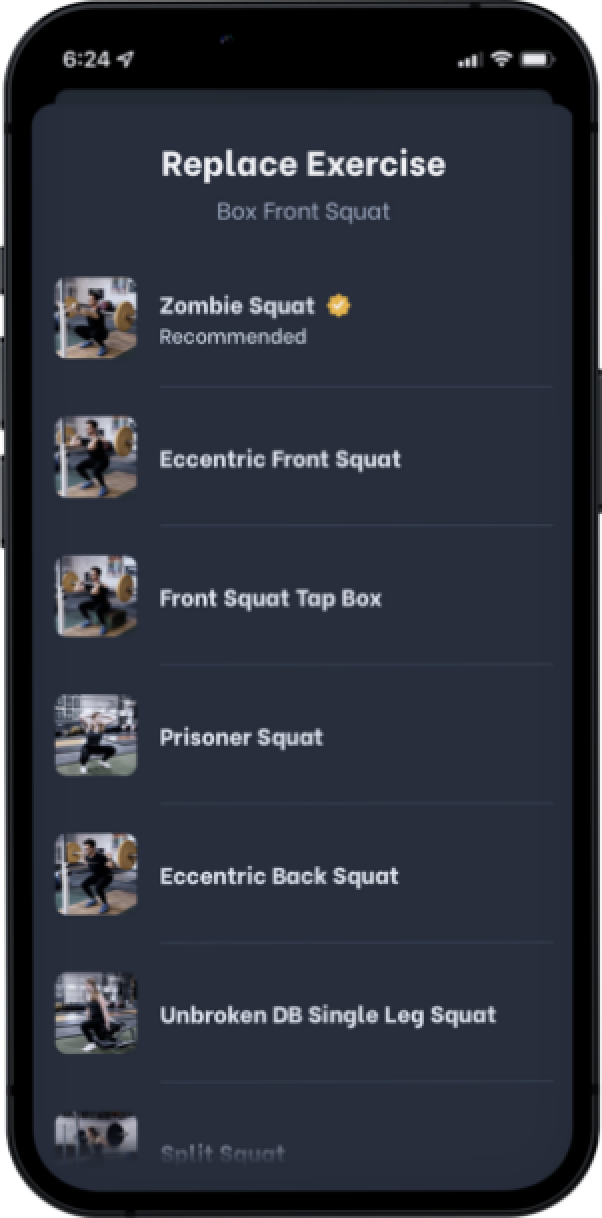 6:24
Replace Exercise
Box Front Squat
Zombie Squat
Recommended
Eccentric Front Squat
Front Squat Tap Box
Prisoner Squat
Eccentric Back Squat
Unbroken DB Single Leg Squat
Split Squat